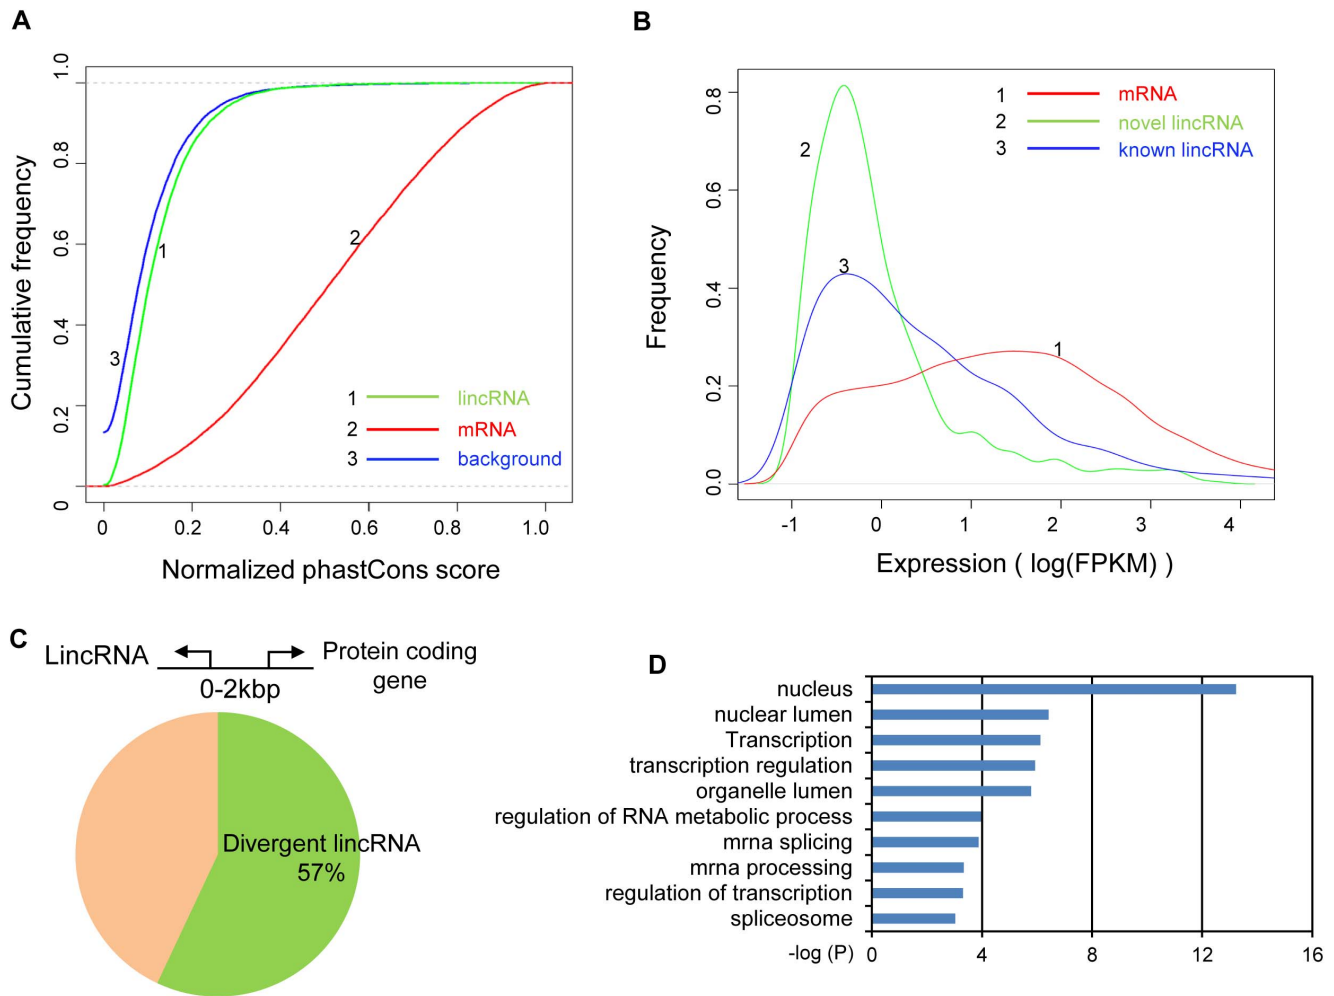 A
Cumulative frequency
1.0
0.8
0.6
0.4
0.2
0
0 0.2 0.4 0.6 0.8 1.0
Normalized phastCons score
1
2
3
1 lincRNA
2 mRNA
3 background
B
Frequency
0.8
0.6
0.4
0.2
0.0
-1 0 1 2 3 4
Expression ( log(FPKM) )
2
3
1
1 mRNA
2 novel lincRNA
3 known lincRNA
C
LincRNA
Protein coding
gene
0-2kbp
Divergent lincRNA
57%
D
nucleus
nuclear lumen
Transcription
transcription regulation
organelle lumen
regulation of RNA metabolic process
mrna splicing
mrna processing
regulation of transcription
spliceosome
-log (P) 0 4 8 12 16